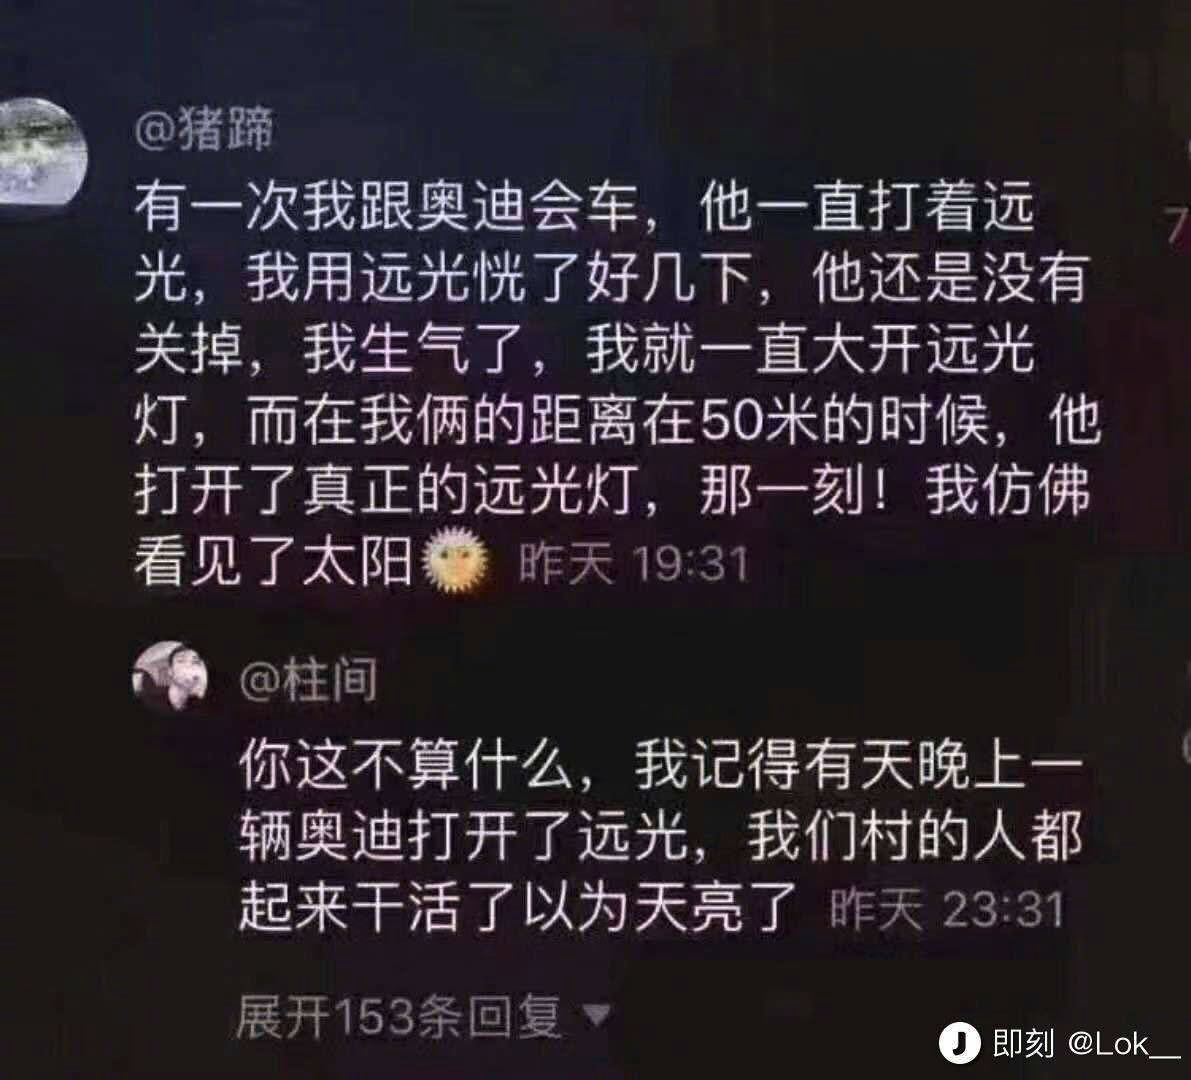 @猪蹄
有一次我跟奥迪会车，他一直打着远
光，我用远光恍了好几下，他还是没有
关掉，我生气了，我就一直大开远光
灯，而在我俩的距离在50米的时候，他
打开了真正的远光灯，那一刻！我仿佛
看见了太阳🌞 昨天 19:31
@柱间
你这不算什么，我记得有天晚上一
辆奥迪打开了远光，我们村的人都
起来干活了以为天亮了 昨天 23:31
展开153条回复
即刻 @Lok__